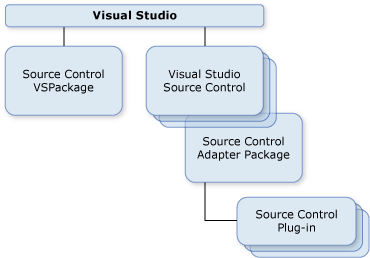 Visual Studio
Source Control
VSPackage
Visual Studio
Source Control
Source Control
Adapter Package
Source Control
Plug-in